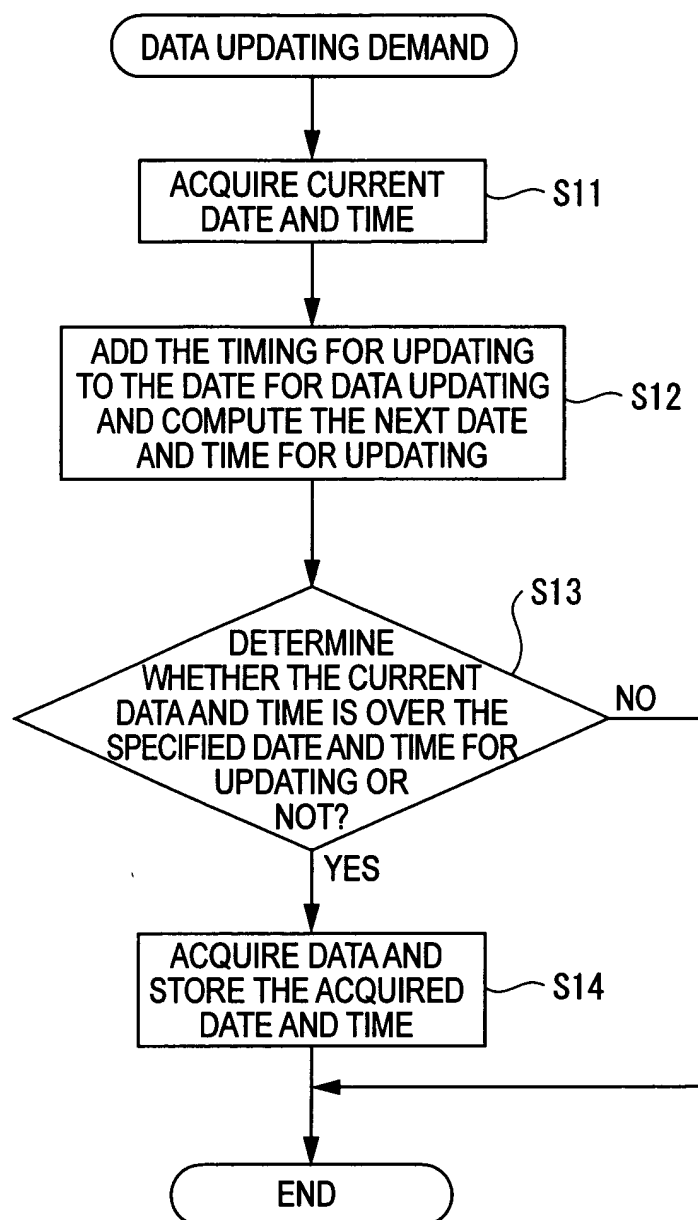 DATA UPDATING DEMAND
ACQUIRE CURRENT
DATE AND TIME
S11
ADD THE TIMING FOR UPDATING
TO THE DATE FOR DATA UPDATING
AND COMPUTE THE NEXT DATE
AND TIME FOR UPDATING
S12
S13
DETERMINE
WHETHER THE CURRENT
DATA AND TIME IS OVER THE
SPECIFIED DATE AND TIME FOR
UPDATING OR
NOT?
NO
YES
ACQUIRE DATA AND
STORE THE ACQUIRED
DATE AND TIME
S14
END